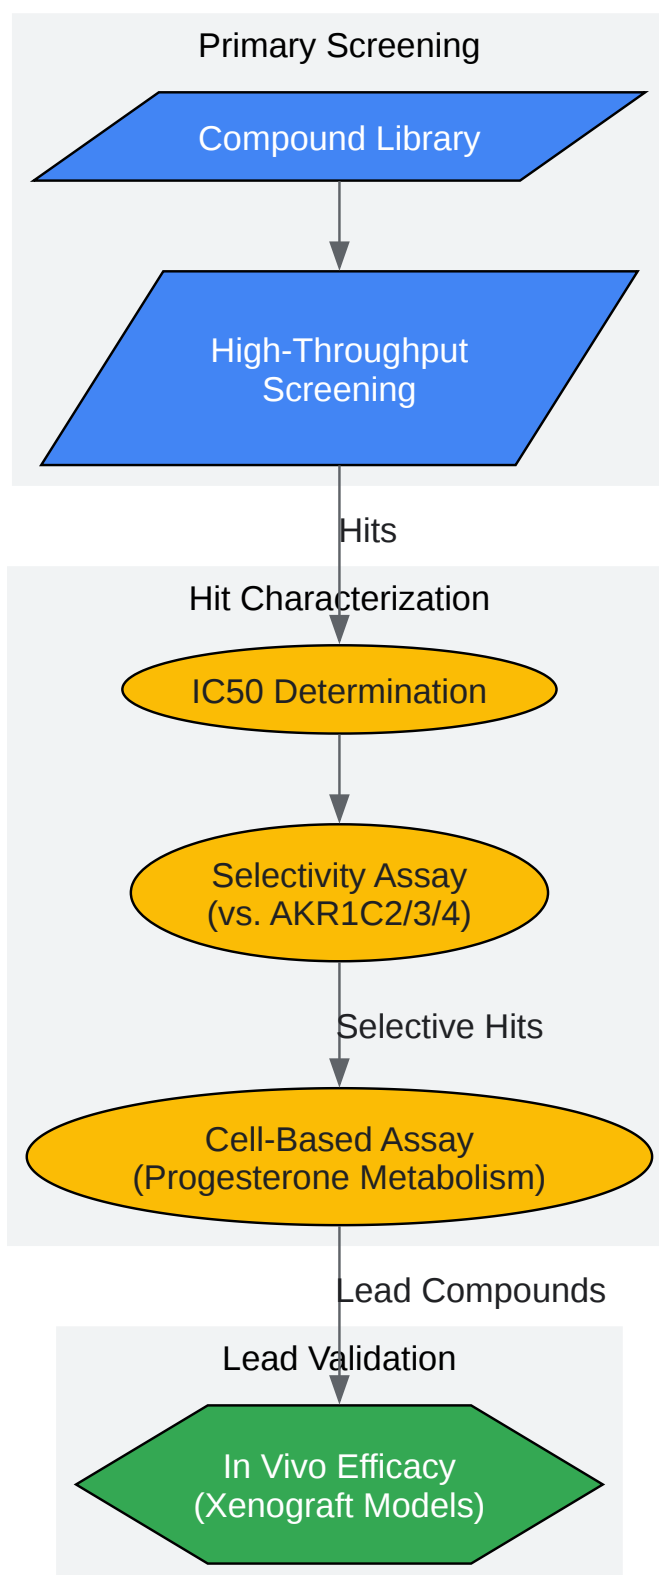 Primary Screening
Compound Library
High-Throughput
Screening
Hits
Hit Characterization
IC50 Determination
Selectivity Assay
(vs. AKR1C2/3/4)
Selective Hits
Cell-Based Assay
(Progesterone Metabolism)
Lead Compounds
Lead Validation
In Vivo Efficacy
(Xenograft Models)